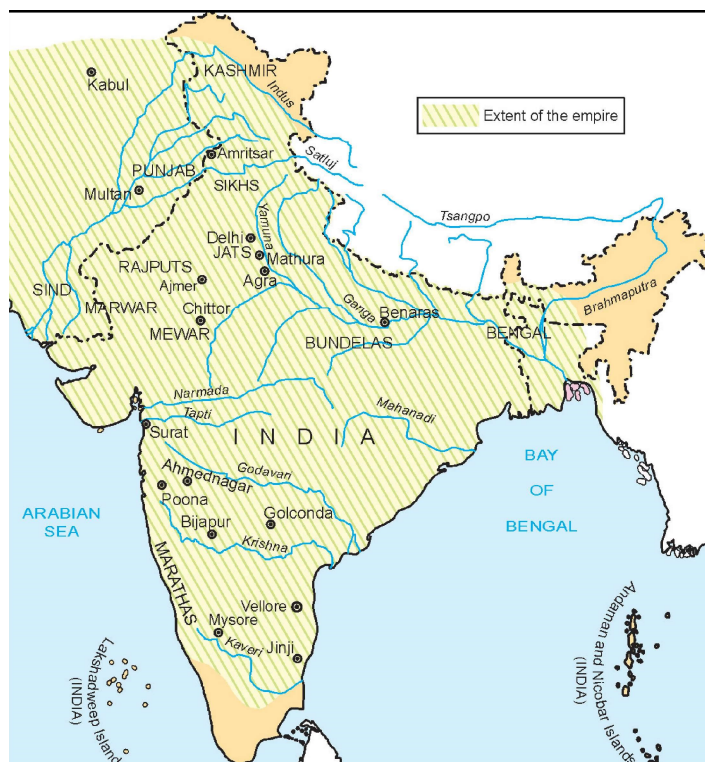 KASHMIR
Kabul
Indus
Extent of the empire
Amritsar
Satluj
PUNJAB
SIKHS
Multan
Tsangpo
Yamuna
Delhi
JATS
Mathura
RAJPUTS
Agra
Ajmer
SIND
MARWAR
Chittor
Ganga
Benaras
Brahmaputra
MEWAR
BUNDELAS
BENGAL
Narmada
Mahanadi
Tapti
Surat
INDIA
Ahmednagar
Godavari
BAY
OF
BENGAL
Poona
ARABIAN
SEA
Golconda
Bijapur
Krishna
MARATHAS
Vellore
Mysore
Kaveri
Jinji
Lakshadweep Island
(INDIA)
Andaman and Nicobar Islands
(INDIA)